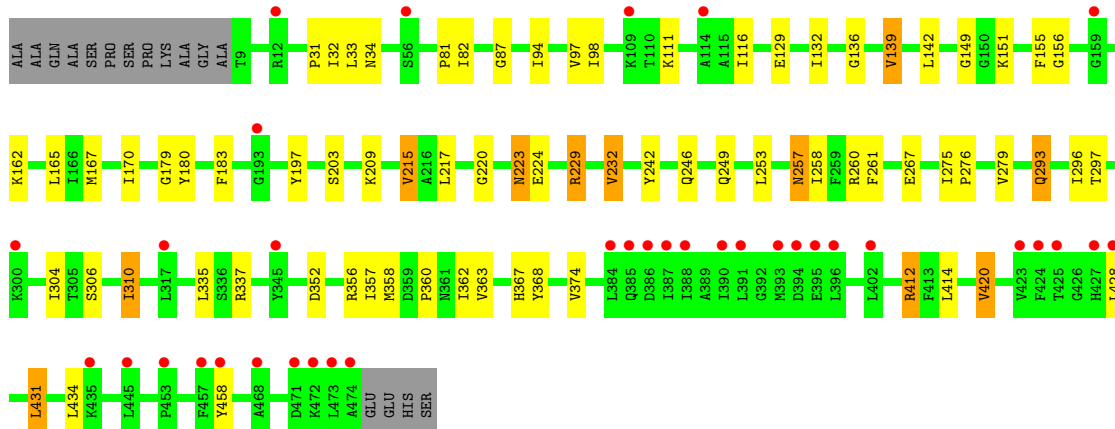 ALA ALA GLN ALA SER PRO SER PRO LYS ALA GLY ALA T9 R12 P31 I32 L33 N34 S56 P81 I82 G87 I94 V97 I98 K109 T110 K111 A114 A115 I116 E129 I132 G136 V139 L142 G149 G150 K151 F155 G156 G159
K162 L165 I166 M167 I170 G179 Y180 F183 G193 Y197 S203 K209 V215 A216 L217 G220 N223 E224 R229 V232 Y242 Q246 Q249 L253 N257 I258 F259 R260 F261 E267 I275 P276 V279 Q293 I296 T297
K300 I304 T305 S306 I310 L317 L335 S336 R337 Y345 D352 R356 I357 M358 D359 P360 N361 I362 V363 H367 Y368 V374 L384 Q385 D386 I387 I388 A389 I390 L391 G392 M393 D394 E395 L396 L402 R412 F413 L414 V420 V423 F424 T425 G426 H427 L428
L431 L434 K435 L445 P453 F457 Y458 A468 D471 K472 L473 A474 GLU GLU HIS SER